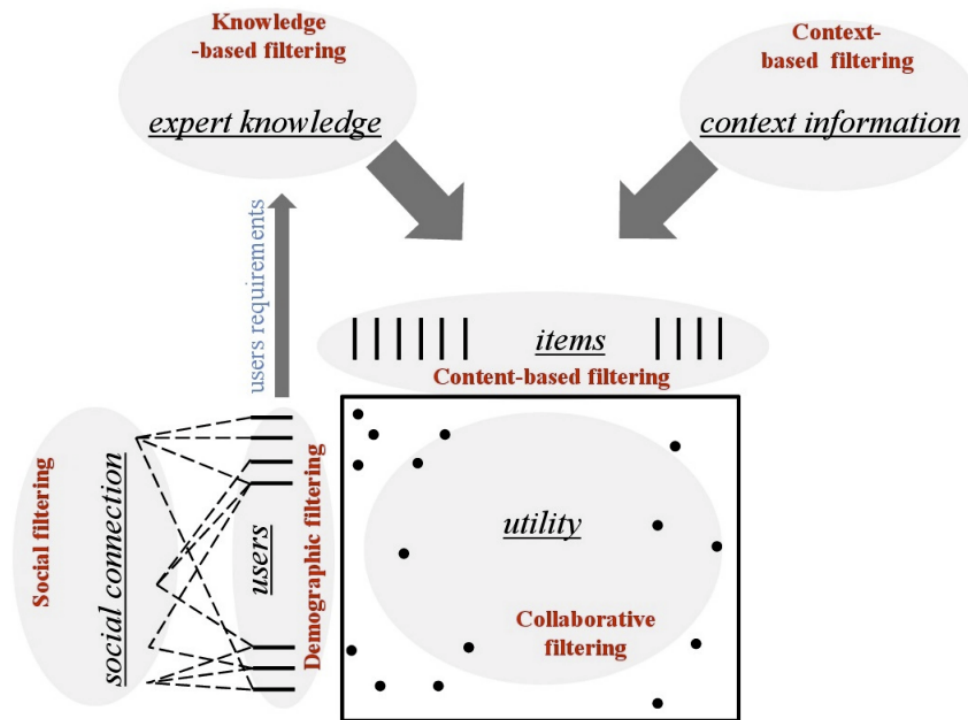 Knowledge
-based filtering
expert knowledge
Context-
based filtering
context information
users requirements
items
Content-based filtering
Social filtering
social connection
users
Demographic filtering
utility
Collaborative
filtering